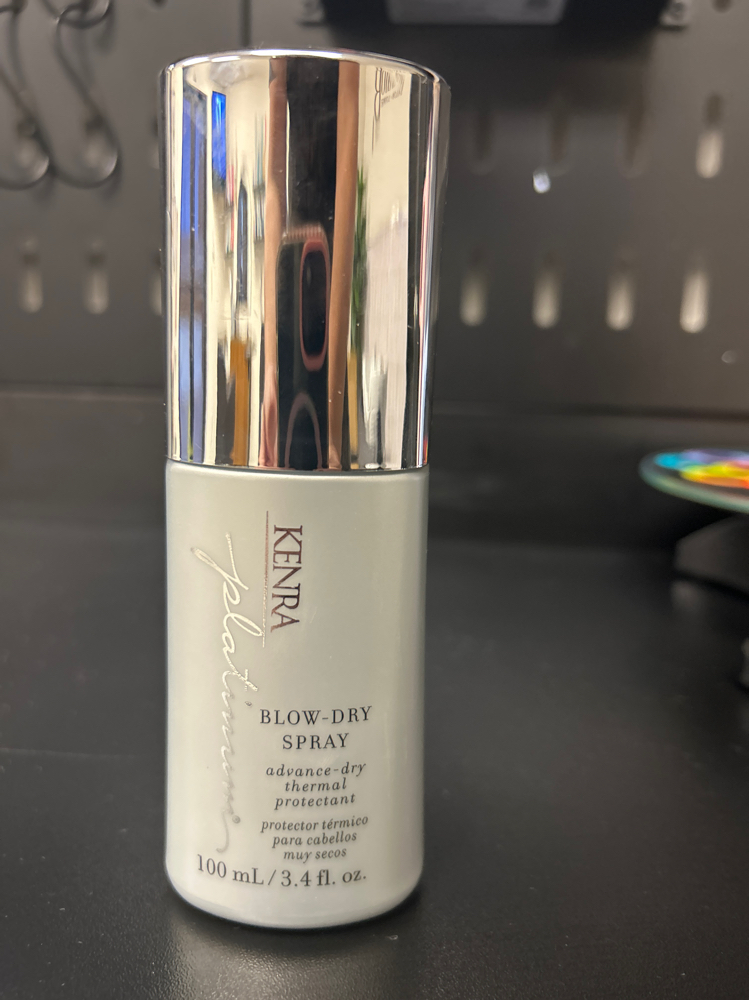 KENRA
platinum®
BLOW-DRY
SPRAY
advance-dry
thermal
protectant
protector térmico
para cabellos
muy secos
100 mL/3.4 fl. oz.